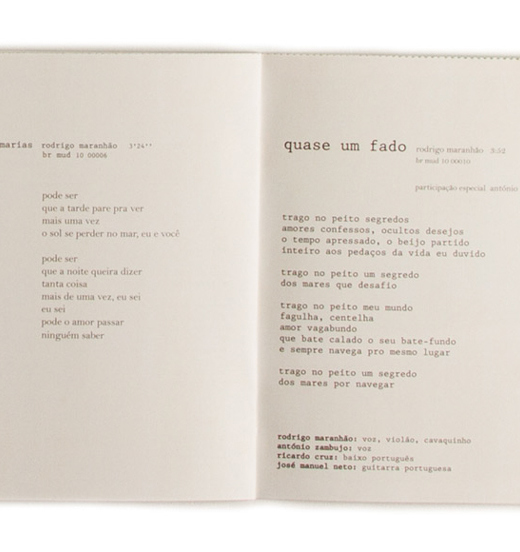 marias rodrigo maranhão 3'24''
br mud 10 00006
pode ser
que a tarde pare pra ver
mais uma vez
o sol se perder no mar, eu e você
pode ser
que a noite queira dizer
tanta coisa
mais de uma vez, eu sei
eu sei
pode o amor passar
ninguém saber
quase um fado rodrigo maranhão 3:52
br mud 10 00010
participação especial antónio
trago no peito segredos
amores confessos, ocultos desejos
o tempo apressado, o beijo partido
inteiro aos pedaços da vida eu duvido
trago no peito um segredo
dos mares que desafio
trago no peito meu mundo
fagulha, centelha
amor vagabundo
que bate calado o seu bate-fundo
e sempre navega pro mesmo lugar
trago no peito um segredo
dos mares por navegar
rodrigo maranhão: voz, violão, cavaquinho
antónio zambujo: voz
ricardo cruz: baixo português
josé manuel neto: guitarra portuguesa